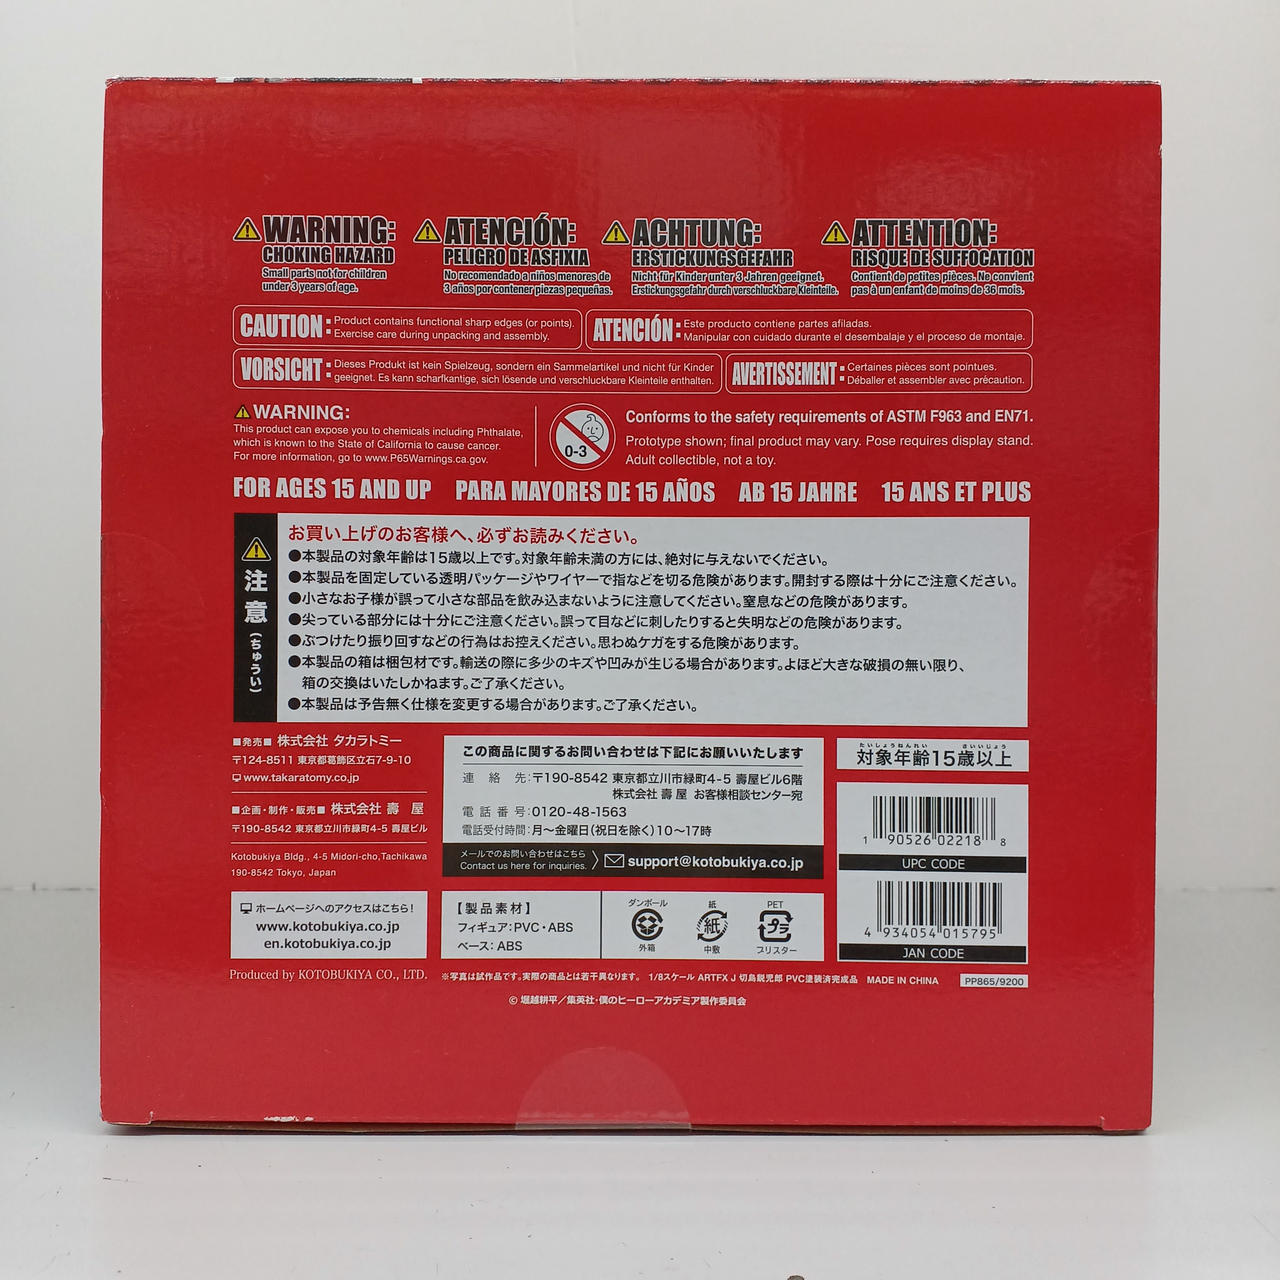 WARNING:
CHOKING HAZARD
Small parts not for children
under 3 years of age.
ATENCIÓN:
PELIGRO DE ASFIXIA
No recomendado a niños menores de
3 años por contener piezas pequeñas.
ACHTUNG:
ERSTICKUNGSGEFAHR
Nicht für Kinder unter 3 Jahren geeignet.
Erstickungsgefahr durch verschluckbare Kleinteile.
ATTENTION:
RISQUE DE SUFFOCATION
Contient de petites pièces. Ne convient
pas à un enfant de moins de 36 mois.
CAUTION: Product contains functional sharp edges (or points).
Exercise care during unpacking and assembly.
ATENCIÓN: Este producto contiene partes afiladas.
Manipular con cuidado durante el desembalaje y el proceso de montaje.
VORSICHT: Dieses Produkt ist kein Spielzeug, sondern ein Sammelartikel und nicht für Kinder
geeignet. Es kann scharfkantige, sich lösende und verschluckbare Kleinteile enthalten.
AVERTISSEMENT: Certaines pièces sont pointues.
Déballer et assembler avec précaution.
WARNING:
This product can expose you to chemicals including Phthalate,
which is known to the State of California to cause cancer.
For more information, go to www.P65Warnings.ca.gov.
0-3
Conforms to the safety requirements of ASTM F963 and EN71.
Prototype shown; final product may vary. Pose requires display stand.
Adult collectible, not a toy.
FOR AGES 15 AND UP PARA MAYORES DE 15 AÑOS AB 15 JAHRE 15 ANS ET PLUS
注意(ちゅうい)
お買い上げのお客様へ、必ずお読みください。
●本製品の対象年齢は15歳以上です。対象年齢未満の方には、絶対に与えないでください。
●本製品を固定している透明パッケージやワイヤーで指などを切る危険があります。開封する際は十分にご注意ください。
●小さなお子様が誤って小さな部品を飲み込まないように注意してください。窒息などの危険があります。
●尖っている部分には十分にご注意ください。誤って目などに刺したりすると失明などの危険があります。
●ぶつけたり振り回すなどの行為はお控えください。思わぬケガをする危険があります。
●本製品の箱は梱包材です。輸送の際に多少のキズや凹みが生じる場合があります。よほど大きな破損の無い限り、
箱の交換はいたしかねます。ご了承ください。
●本製品は予告無く仕様を変更する場合があります。ご了承ください。
■発売■ 株式会社 タカラトミー
〒124-8511 東京都葛飾区立石7-9-10
www.takaratomy.co.jp
■企画・制作・販売■ 株式会社 壽 屋
〒190-8542 東京都立川市緑町4-5 壽屋ビル
Kotobukiya Bldg., 4-5 Midori-cho,Tachikawa
190-8542 Tokyo, Japan
ホームページへのアクセスはこちら!
www.kotobukiya.co.jp
en.kotobukiya.co.jp
Produced by KOTOBUKIYA CO., LTD.
この商品に関するお問い合わせは下記にお願いいたします
連絡先:〒190-8542 東京都立川市緑町4-5 壽屋ビル6階
株式会社 壽 屋 お客様相談センター宛
電話番号:0120-48-1563
電話受付時間:月〜金曜日(祝日を除く)10〜17時
メールでのお問い合わせはこちら
Contact us here for inquiries.
support@kotobukiya.co.jp
【製品素材】
フィギュア:PVC・ABS
ベース:ABS
ダンボール
外箱
紙
紙
中敷
PET
プラ
ブリスター
たいしょうねんれい さいいじょう
対象年齢15歳以上
1 90526 02218 8
UPC CODE
4 934054 015795
JAN CODE
※写真は試作品です。実際の商品とは若干異なります。 1/8スケール ARTFX J 切島鋭児郎 PVC塗装済完成品 MADE IN CHINA
PP865/9200
© 堀越耕平/集英社・僕のヒーローアカデミア製作委員会